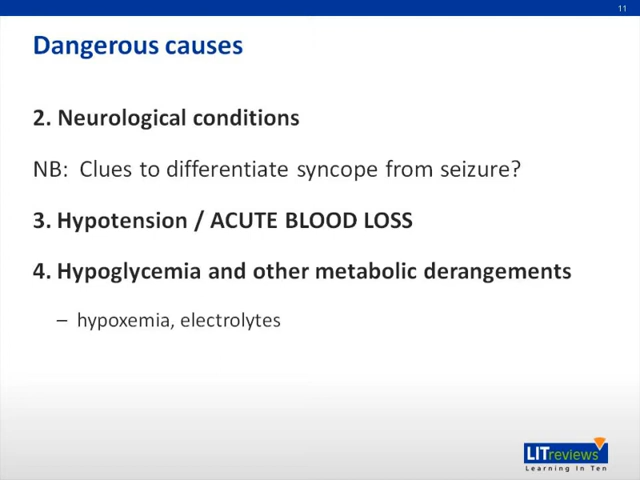 11
Dangerous causes
2. Neurological conditions
NB: Clues to differentiate syncope from seizure?
3. Hypotension / ACUTE BLOOD LOSS
4. Hypoglycemia and other metabolic derangements
– hypoxemia, electrolytes
LITreviews
Learning In Ten